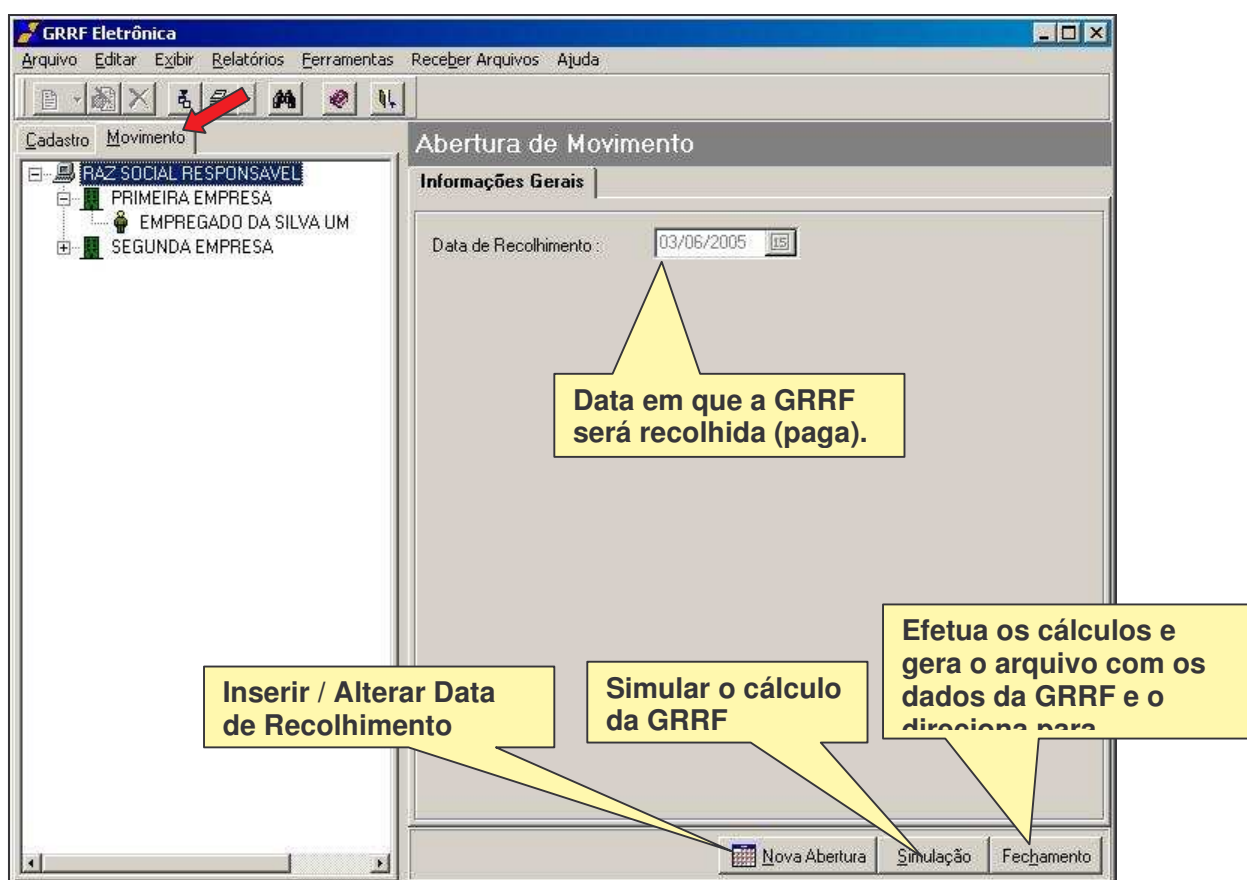 GRRF Eletrônica
Arquivo Editar Exibir Relatórios Ferramentas Receber Arquivos Ajuda
Cadastro Movimento
Abertura de Movimento
RAZ SOCIAL RESPONSAVEL
Informações Gerais
PRIMEIRA EMPRESA
EMPREGADO DA SILVA UM
SEGUNDA EMPRESA
Data de Recolhimento :
03/06/2005
15
Data em que a GRRF
será recolhida (paga).
Inserir / Alterar Data
de Recolhimento
Simular o cálculo
da GRRF
Efetua os cálculos e
gera o arquivo com os
dados da GRRF e o
direciona para
Nova Abertura
Simulação
Fechamento